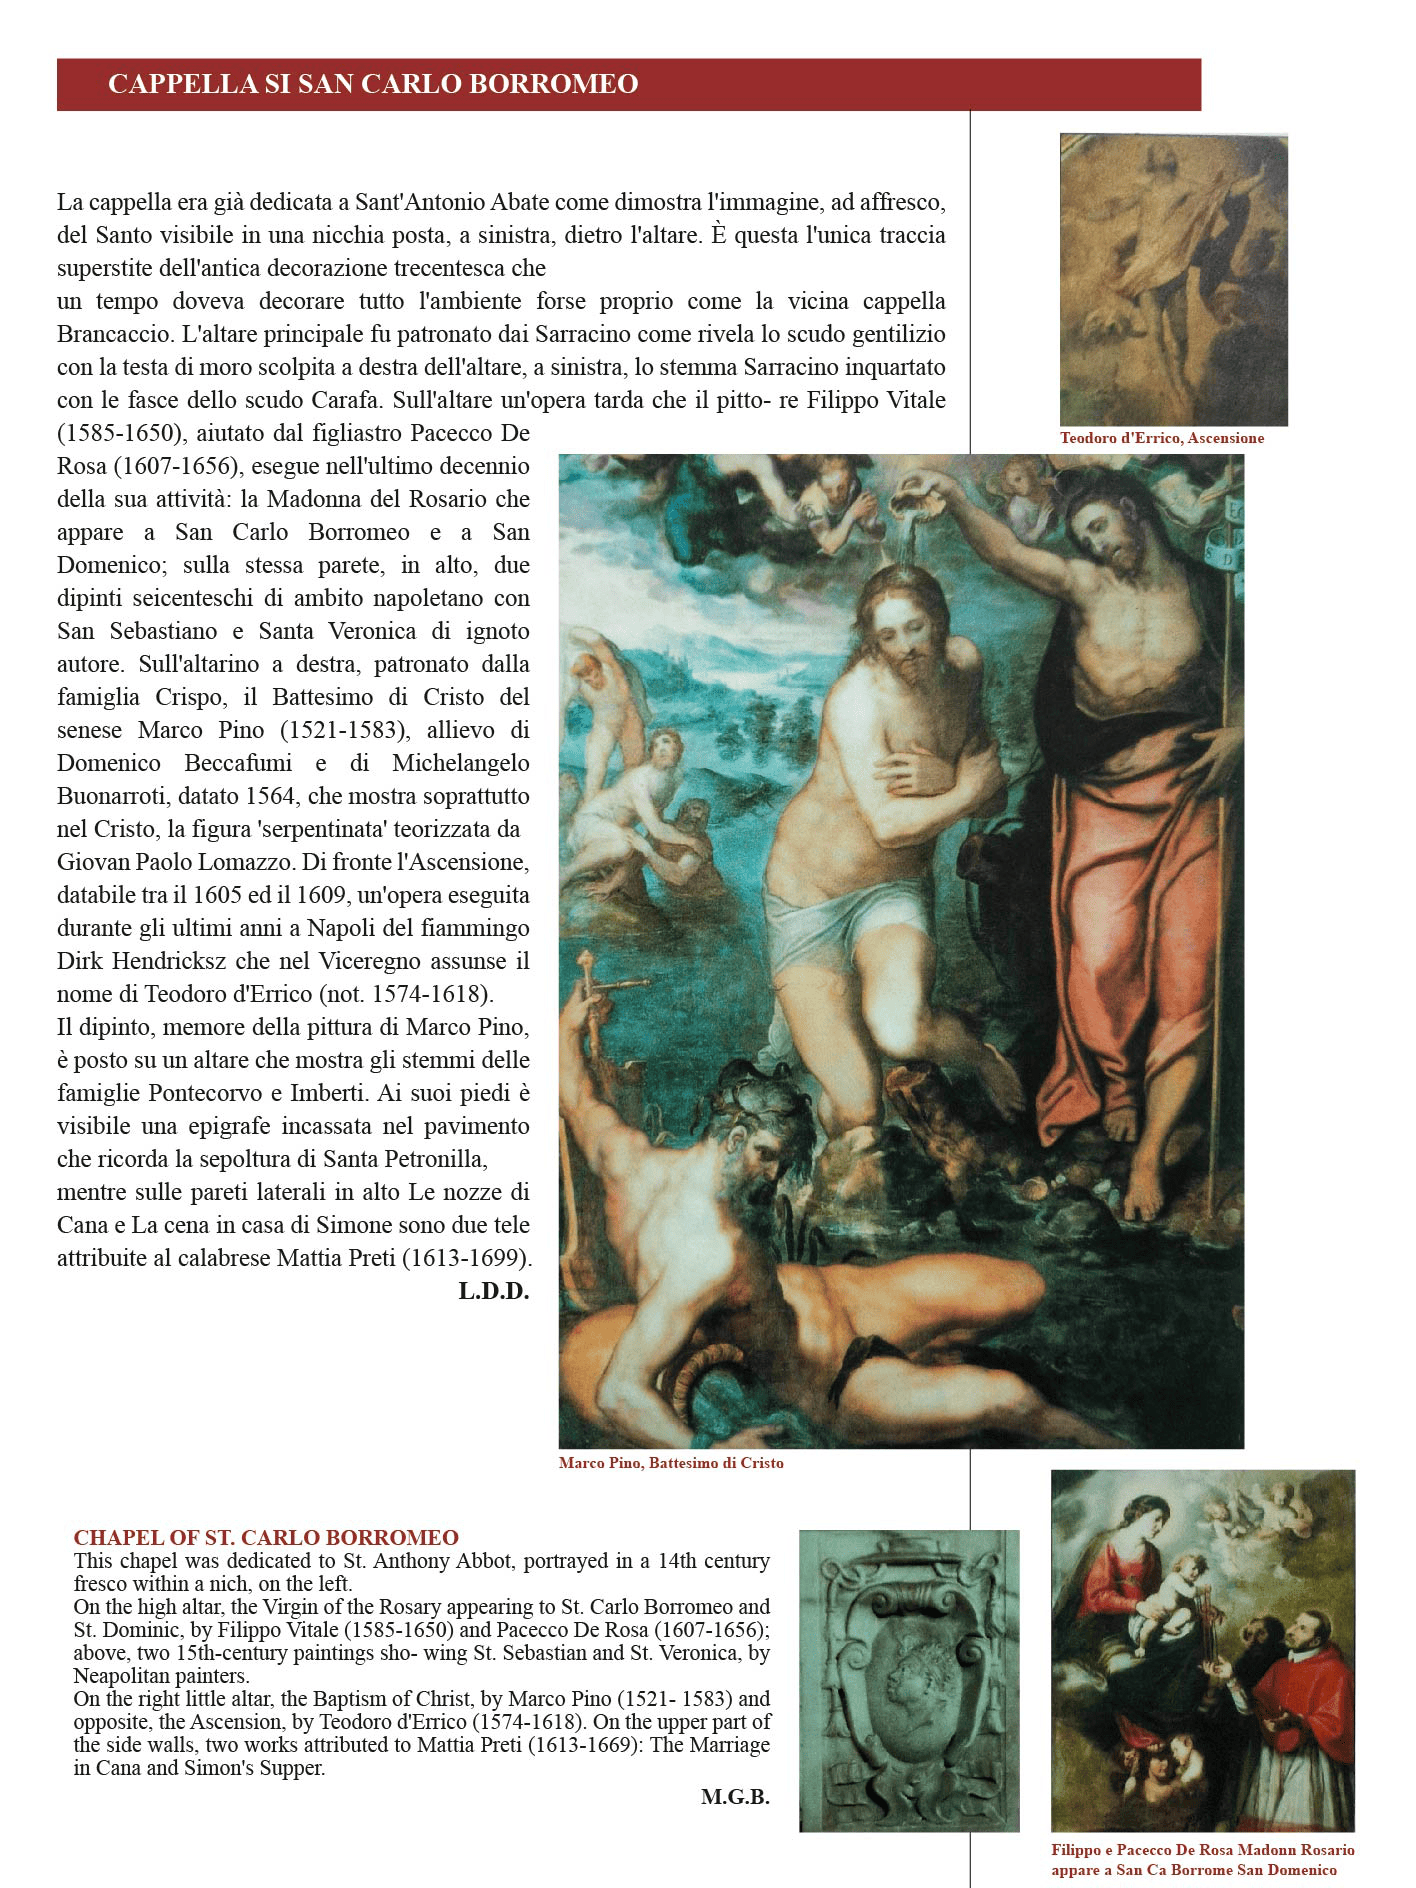 CAPPELLA SI SAN CARLO BORROMEO
La cappella era già dedicata a Sant'Antonio Abate come dimostra l'immagine, ad affresco,
del Santo visibile in una nicchia posta, a sinistra, dietro l'altare. È questa l'unica traccia
superstite dell'antica decorazione trecentesca che
un tempo doveva decorare tutto l'ambiente forse proprio come la vicina cappella
Brancaccio. L'altare principale fu patronato dai Sarracino come rivela lo scudo gentilizio
con la testa di moro scolpita a destra dell'altare, a sinistra, lo stemma Sarracino inquartato
con le fasce dello scudo Carafa. Sull'altare un'opera tarda che il pitto- re Filippo Vitale
(1585-1650), aiutato dal figliastro Pacecco De
Rosa (1607-1656), esegue nell'ultimo decennio
della sua attività: la Madonna del Rosario che
appare a San Carlo Borromeo e a San
Domenico; sulla stessa parete, in alto, due
dipinti seicenteschi di ambito napoletano con
San Sebastiano e Santa Veronica di ignoto
autore. Sull'altarino a destra, patronato dalla
famiglia Crispo, il Battesimo di Cristo del
senese Marco Pino (1521-1583), allievo di
Domenico Beccafumi e di Michelangelo
Buonarroti, datato 1564, che mostra soprattutto
nel Cristo, la figura 'serpentinata' teorizzata da
Giovan Paolo Lomazzo. Di fronte l'Ascensione,
databile tra il 1605 ed il 1609, un'opera eseguita
durante gli ultimi anni a Napoli del fiammingo
Dirk Hendricksz che nel Viceregno assunse il
nome di Teodoro d'Errico (not. 1574-1618).
Il dipinto, memore della pittura di Marco Pino,
è posto su un altare che mostra gli stemmi delle
famiglie Pontecorvo e Imberti. Ai suoi piedi è
visibile una epigrafe incassata nel pavimento
che ricorda la sepoltura di Santa Petronilla,
mentre sulle pareti laterali in alto Le nozze di
Cana e La cena in casa di Simone sono due tele
attribuite al calabrese Mattia Preti (1613-1699).
L.D.D.
Teodoro d'Errico, Ascensione
Marco Pino, Battesimo di Cristo
CHAPEL OF ST. CARLO BORROMEO
This chapel was dedicated to St. Anthony Abbot, portrayed in a 14th century
fresco within a nich, on the left.
On the high altar, the Virgin of the Rosary appearing to St. Carlo Borromeo and
St. Dominic, by Filippo Vitale (1585-1650) and Pacecco De Rosa (1607-1656);
above, two 15th-century paintings sho- wing St. Sebastian and St. Veronica, by
Neapolitan painters.
On the right little altar, the Baptism of Christ, by Marco Pino (1521- 1583) and
opposite, the Ascension, by Teodoro d'Errico (1574-1618). On the upper part of
the side walls, two works attributed to Mattia Preti (1613-1669): The Marriage
in Cana and Simon's Supper.
M.G.B.
Filippo e Pacecco De Rosa Madonn Rosario
appare a San Ca Borrome San Domenico